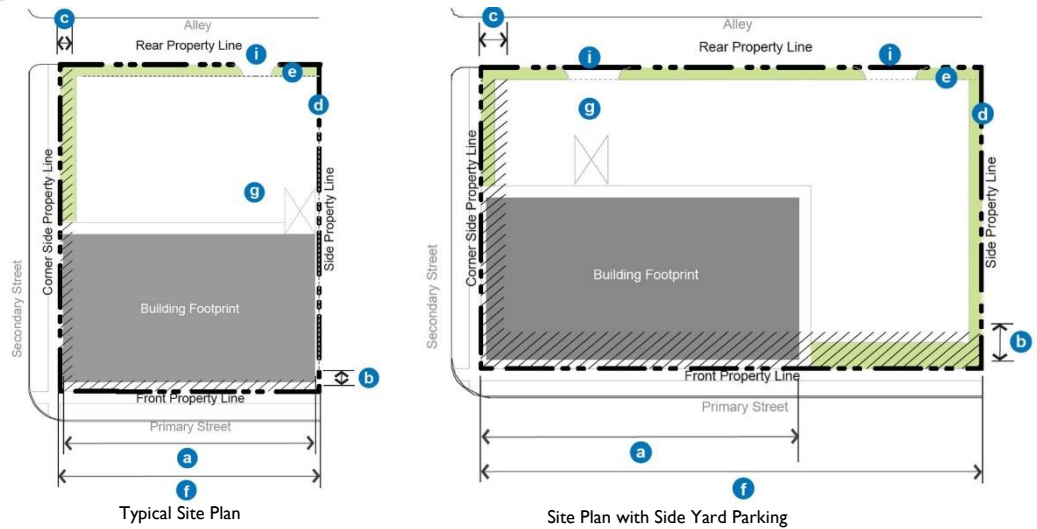 Alley
c
Rear Property Line
i
e
d
Corner Side Property Line
Secondary Street
g
Side Property Line
Building Footprint
b
Front Property Line
Primary Street
a
f
Typical Site Plan
Alley
c
Rear Property Line
i
i
e
g
d
Corner Side Property Line
Secondary Street
Side Property Line
Building Footprint
b
Front Property Line
Primary Street
a
f
Site Plan with Side Yard Parking